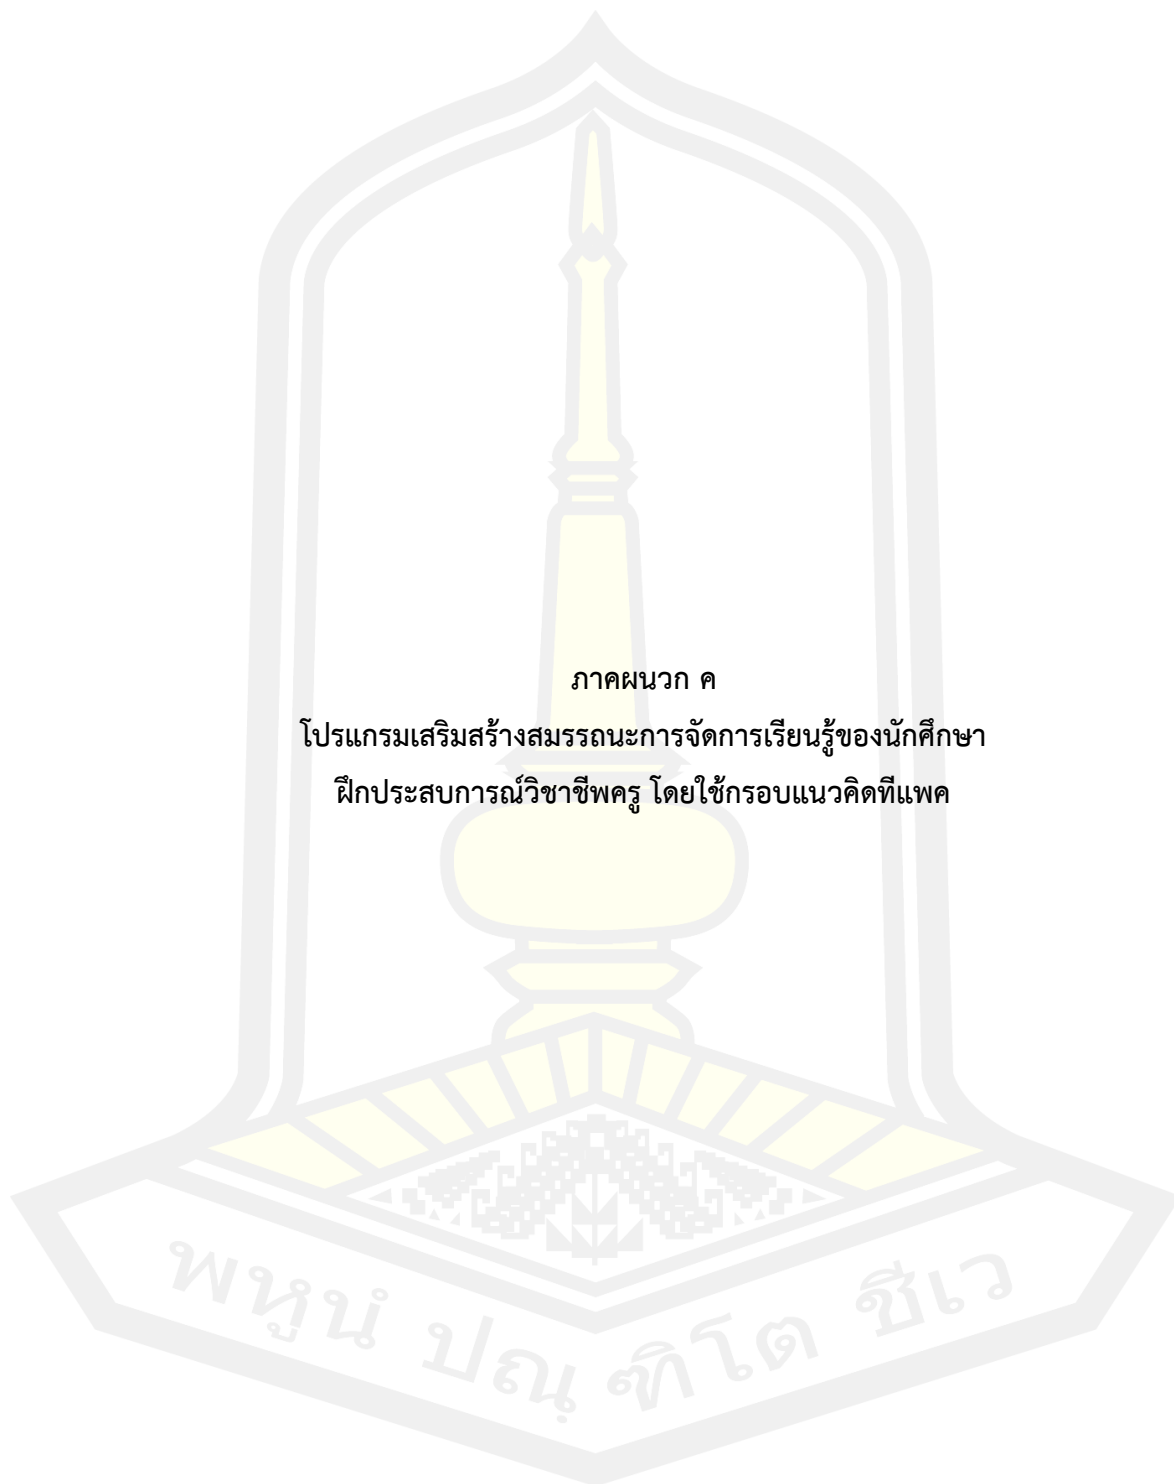 ภาคผนวก ค
โปรแกรมเสริมสร้างสมรรถนะการจัดการเรียนรู้ของนักศึกษา
ฝึกประสบการณ์วิชาชีพครู โดยใช้กรอบแนวคิดทีแพค
พหูนํ ปณฺฑิโต ชีเว